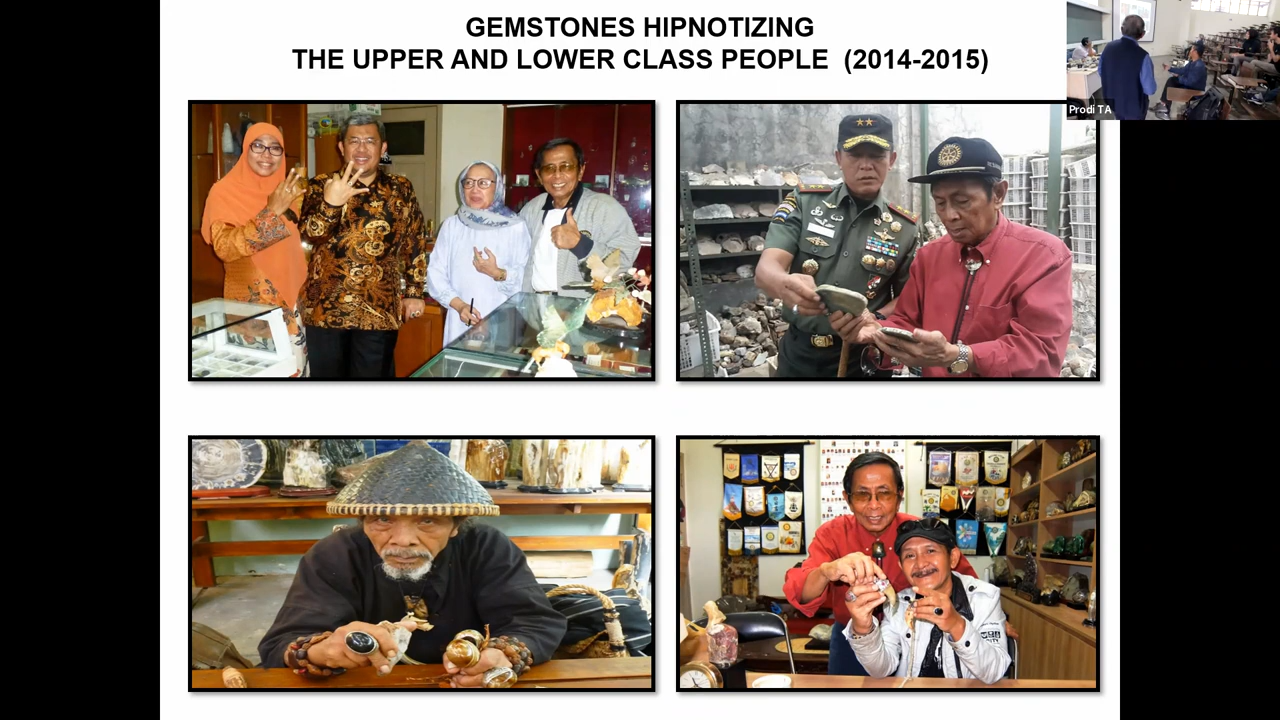 GEMSTONES HIPNOTIZING
THE UPPER AND LOWER CLASS PEOPLE (2014-2015)
Prodi TA